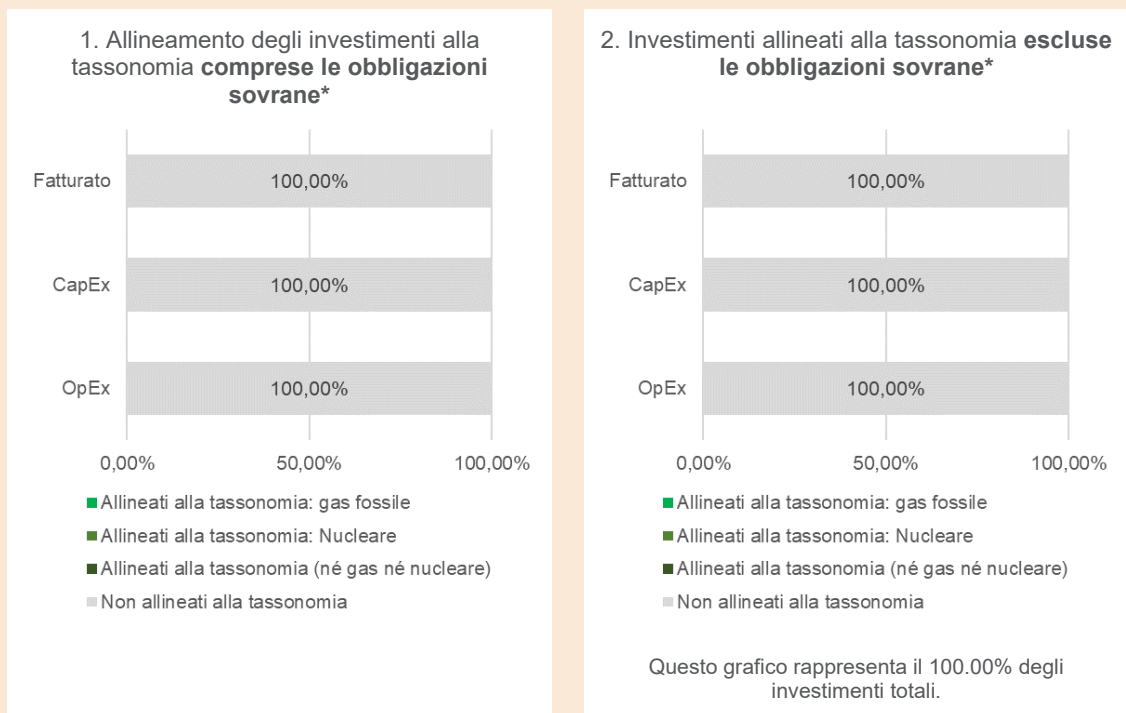 1. Allineamento degli investimenti alla
tassonomia comprese le obbligazioni
sovrane*
Fatturato
100,00%
CapEx
100,00%
OpEx
100,00%
0,00%
50,00%
100,00%
Allineati alla tassonomia: gas fossile
Allineati alla tassonomia: Nucleare
Allineati alla tassonomia (né gas né nucleare)
Non allineati alla tassonomia
2. Investimenti allineati alla tassonomia escluse
le obbligazioni sovrane*
Fatturato
100,00%
CapEx
100,00%
OpEx
100,00%
0,00%
50,00%
100,00%
Allineati alla tassonomia: gas fossile
Allineati alla tassonomia: Nucleare
Allineati alla tassonomia (né gas né nucleare)
Non allineati alla tassonomia
Questo grafico rappresenta il 100.00% degli
investimenti totali.